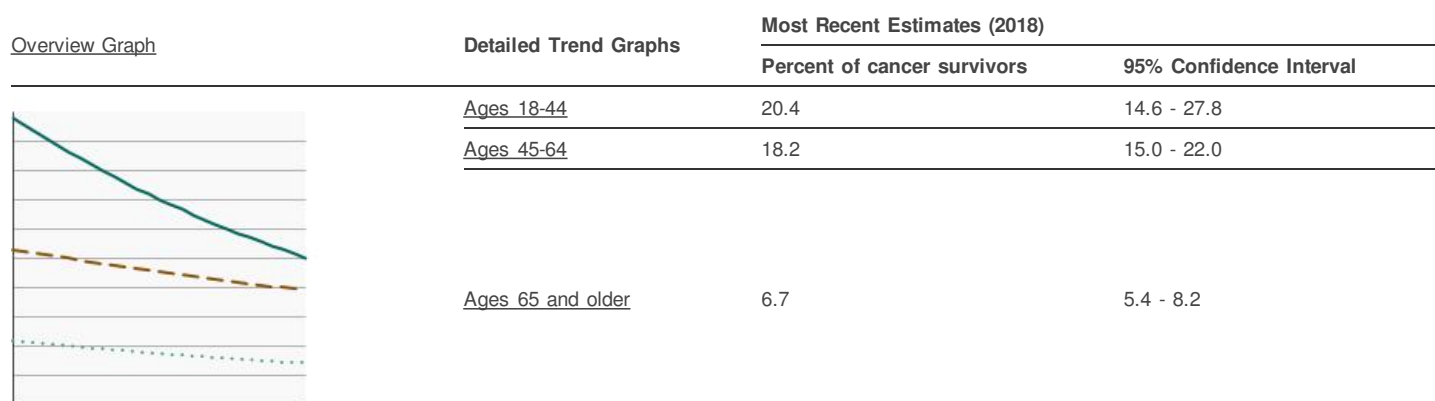 Overview Graph
Detailed Trend Graphs
Most Recent Estimates (2018)
Percent of cancer survivors
95% Confidence Interval
Ages 18-44 20.4 14.6 - 27.8
Ages 45-64 18.2 15.0 - 22.0
Ages 65 and older 6.7 5.4 - 8.2